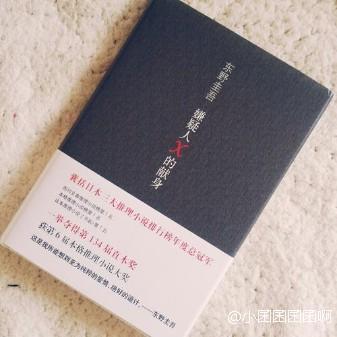 东野圭吾
嫌疑人X的献身
囊括日本三大推理小说排行榜年度总冠军
一举夺得第134届直木奖
获第6届本格推理小说大奖
这是我所能想到最为纯粹的爱情，最好的诡计。——东野圭吾
@小困困困困啊